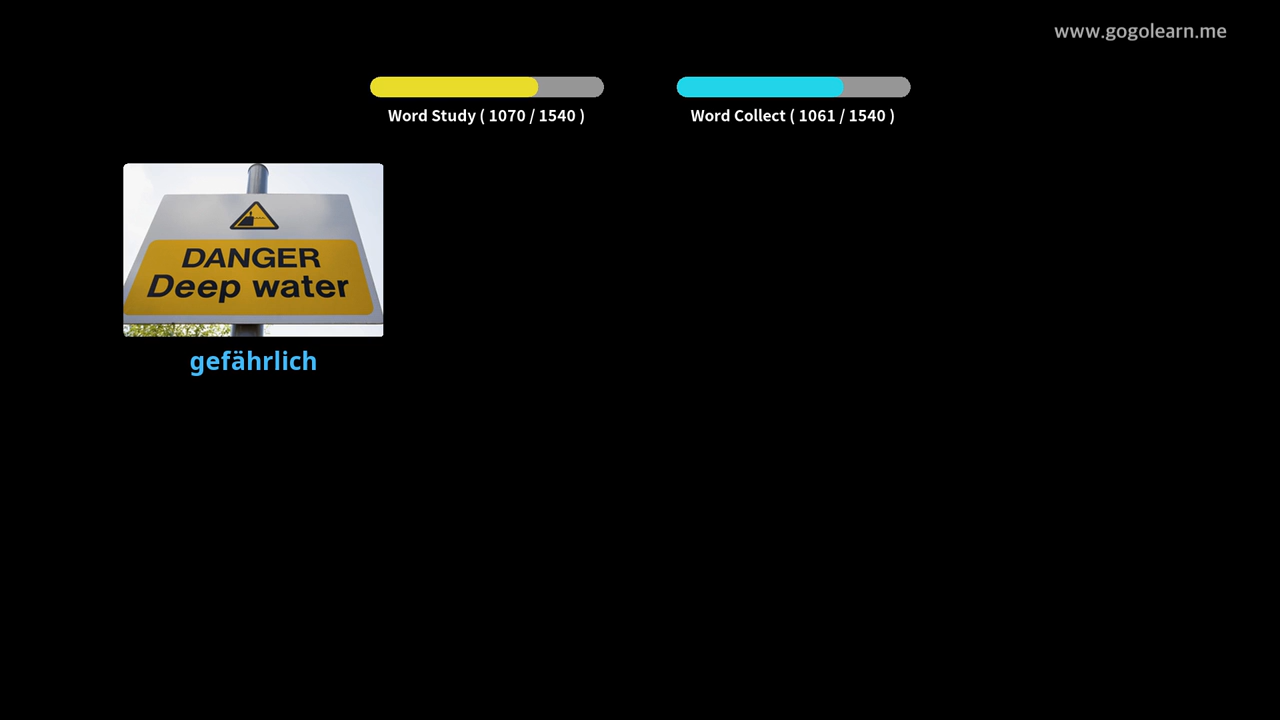 www.gogolearn.me
Word Study ( 1070 / 1540 )
Word Collect ( 1061 / 1540 )
DANGER
Deep water
gefährlich